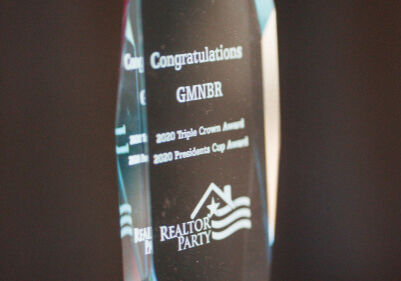 Congratulations
GMNBR
2020 Triple Crown Award
2020 Presidents Cup Award
REALTOR
PARTY